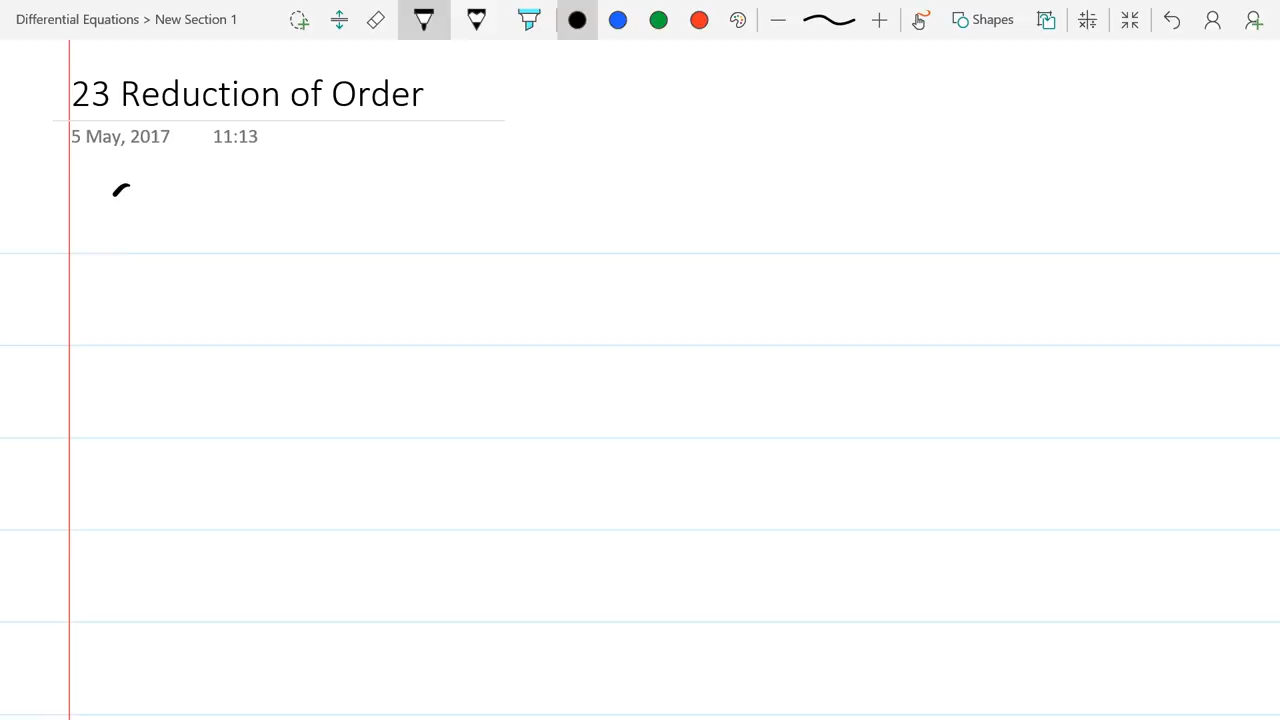 Differential Equations > New Section 1
Shapes
23 Reduction of Order
5 May, 2017 11:13